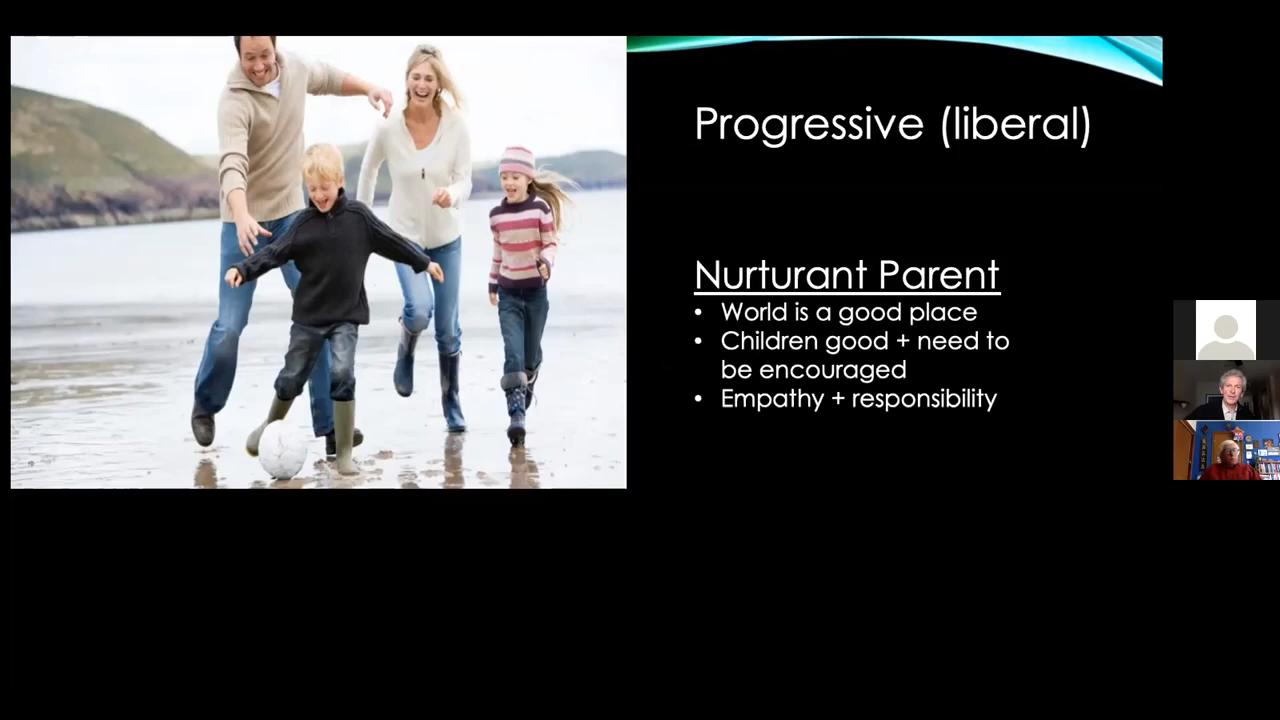 Progressive (liberal)
Nurturant Parent
• World is a good place
• Children good + need to
be encouraged
• Empathy + responsibility